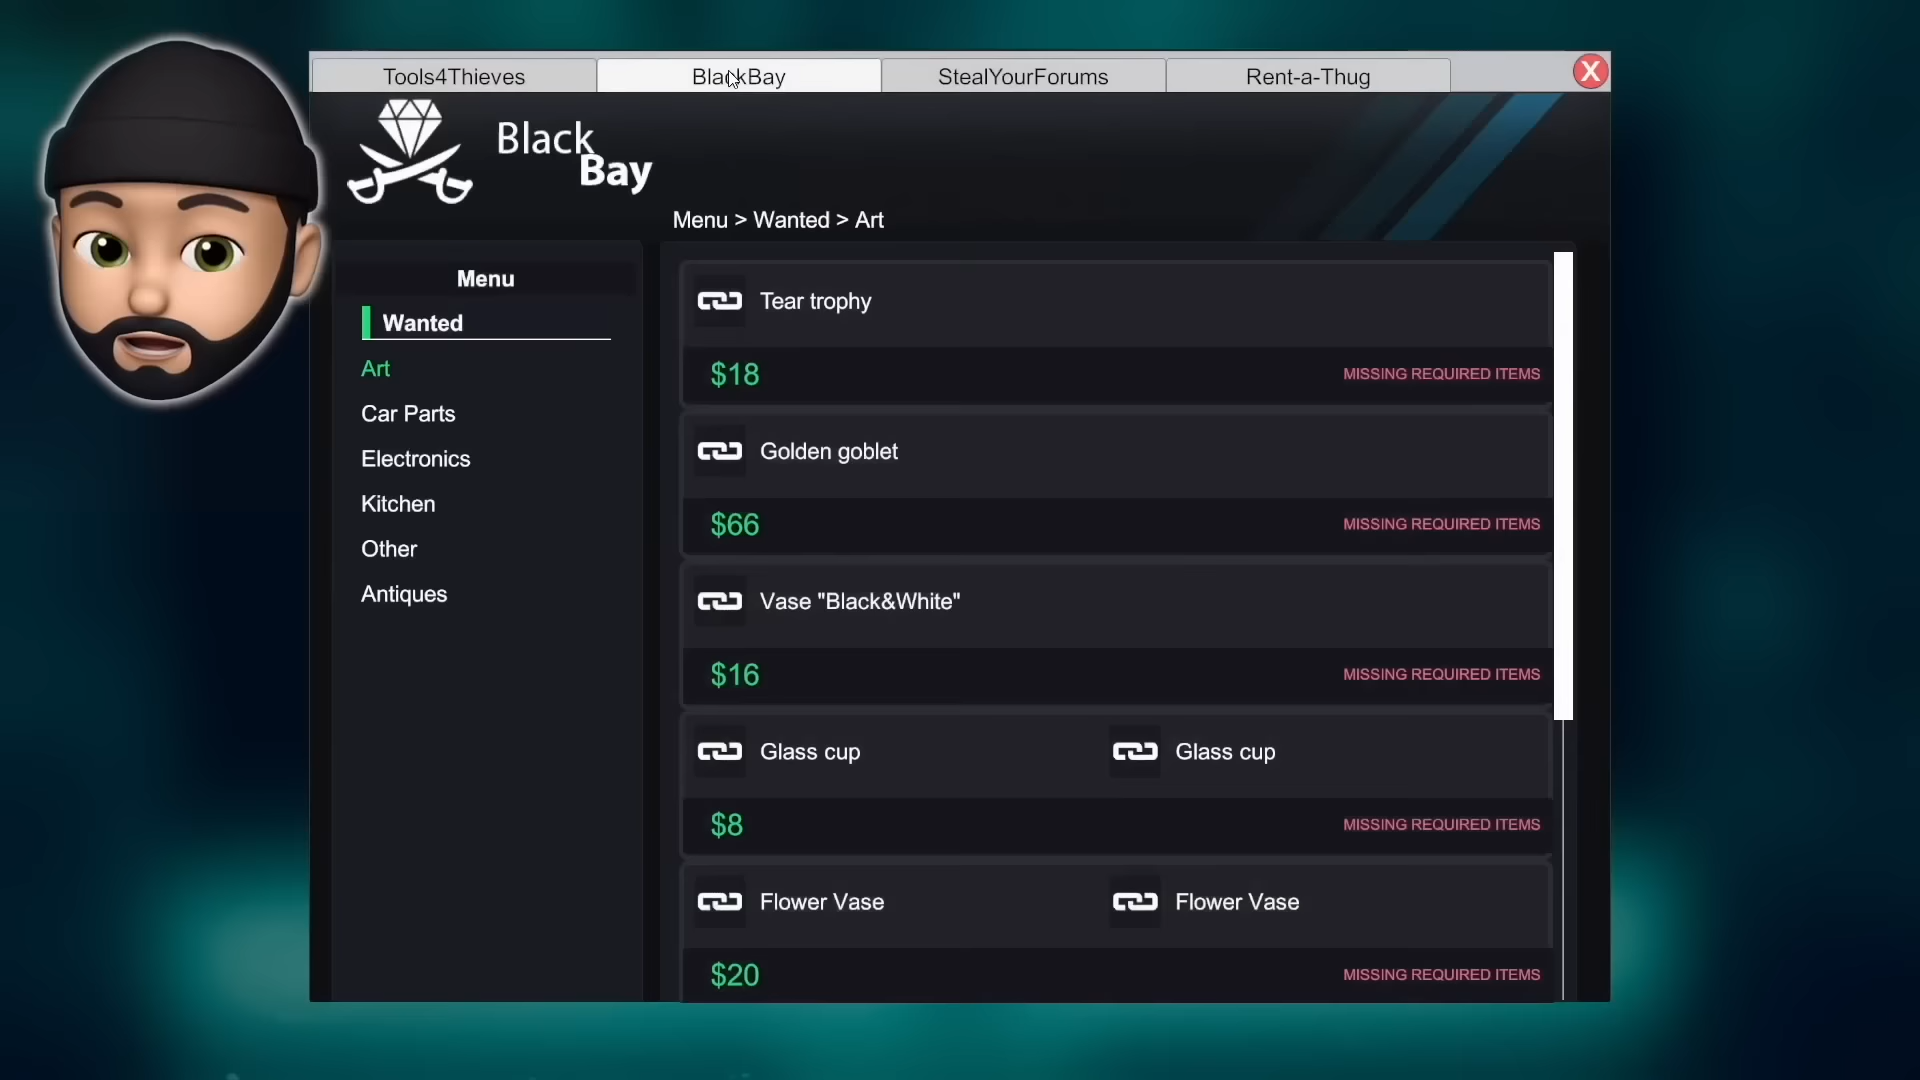 Tools4Thieves
BlackBay
StealYourForums
Rent-a-Thug
X
Black
Bay
Menu > Wanted > Art
Menu
Wanted
Art
Car Parts
Electronics
Kitchen
Other
Antiques
Tear trophy
$18
MISSING REQUIRED ITEMS
Golden goblet
$66
MISSING REQUIRED ITEMS
Vase "Black&White"
$16
MISSING REQUIRED ITEMS
Glass cup
Glass cup
$8
MISSING REQUIRED ITEMS
Flower Vase
Flower Vase
$20
MISSING REQUIRED ITEMS